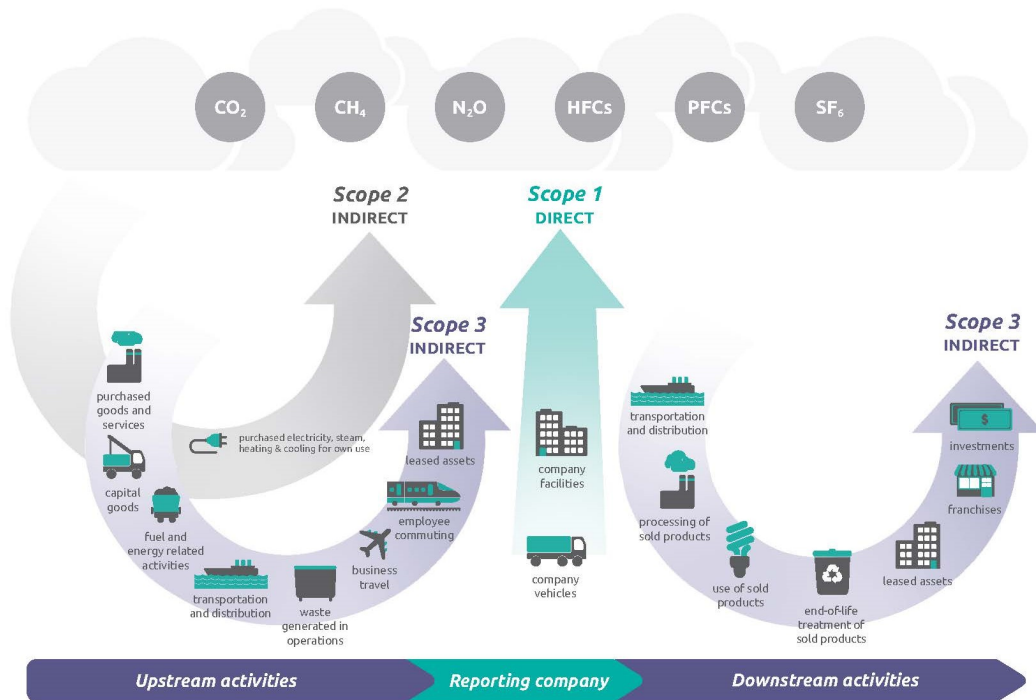 CO₂
CH₄
N₂O
HFCs
PFCs
SF₆
Scope 2
INDIRECT
Scope 1
DIRECT
Scope 3
INDIRECT
Scope 3
INDIRECT
purchased
goods and
services
capital
goods
fuel and
energy related
activities
purchased electricity, steam,
heating & cooling for own use
transportation
and distribution
waste
generated in
operations
business
travel
employee
commuting
leased assets
company
facilities
company
vehicles
transportation
and distribution
processing of
sold products
use of sold
products
end-of-life
treatment of
sold products
leased assets
franchises
$
investments
Upstream activities
Reporting company
Downstream activities